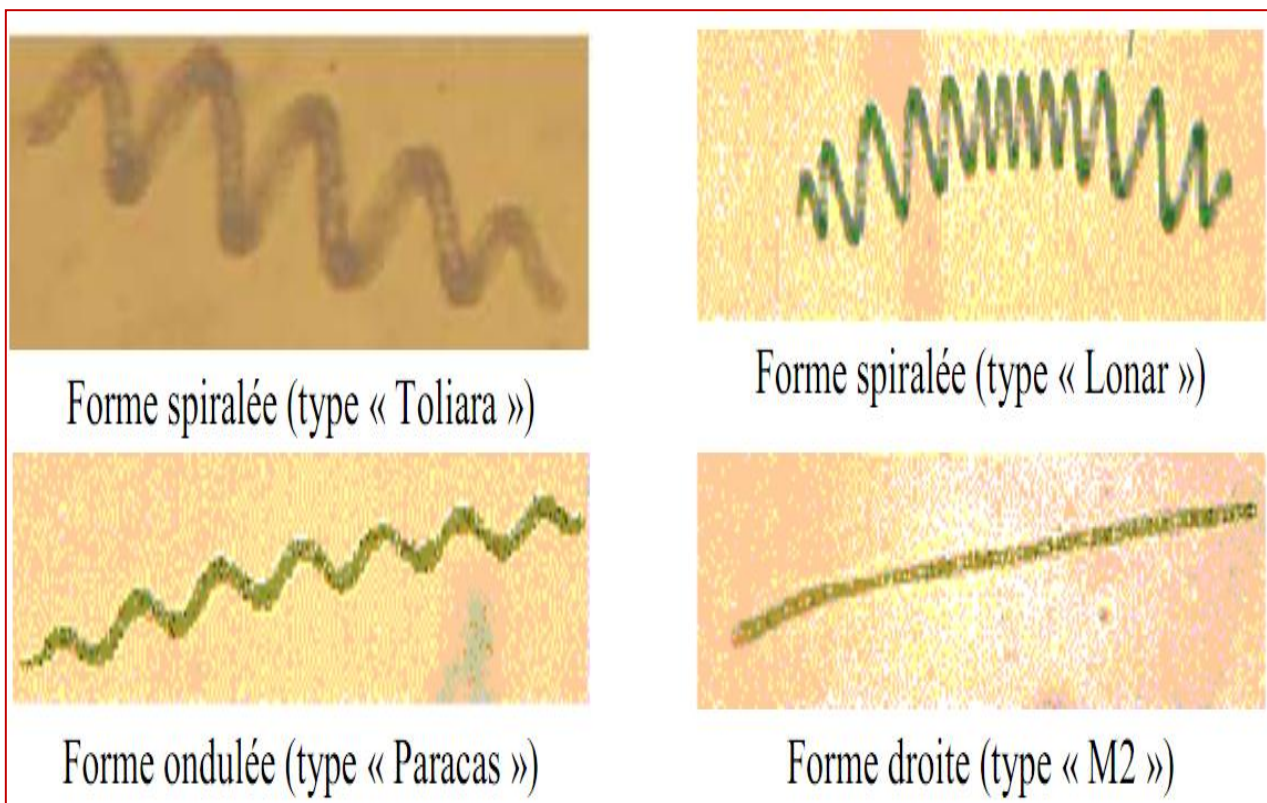 Forme spiralée (type « Toliara »)
Forme spiralée (type « Lonar »)
Forme ondulée (type « Paracas »)
Forme droite (type « M2 »)